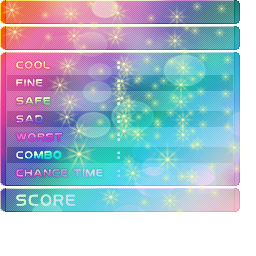 COOL :
FINE :
SAFE :
SAD :
WORST :
COMBO :
CHANCE TIME :
SCORE